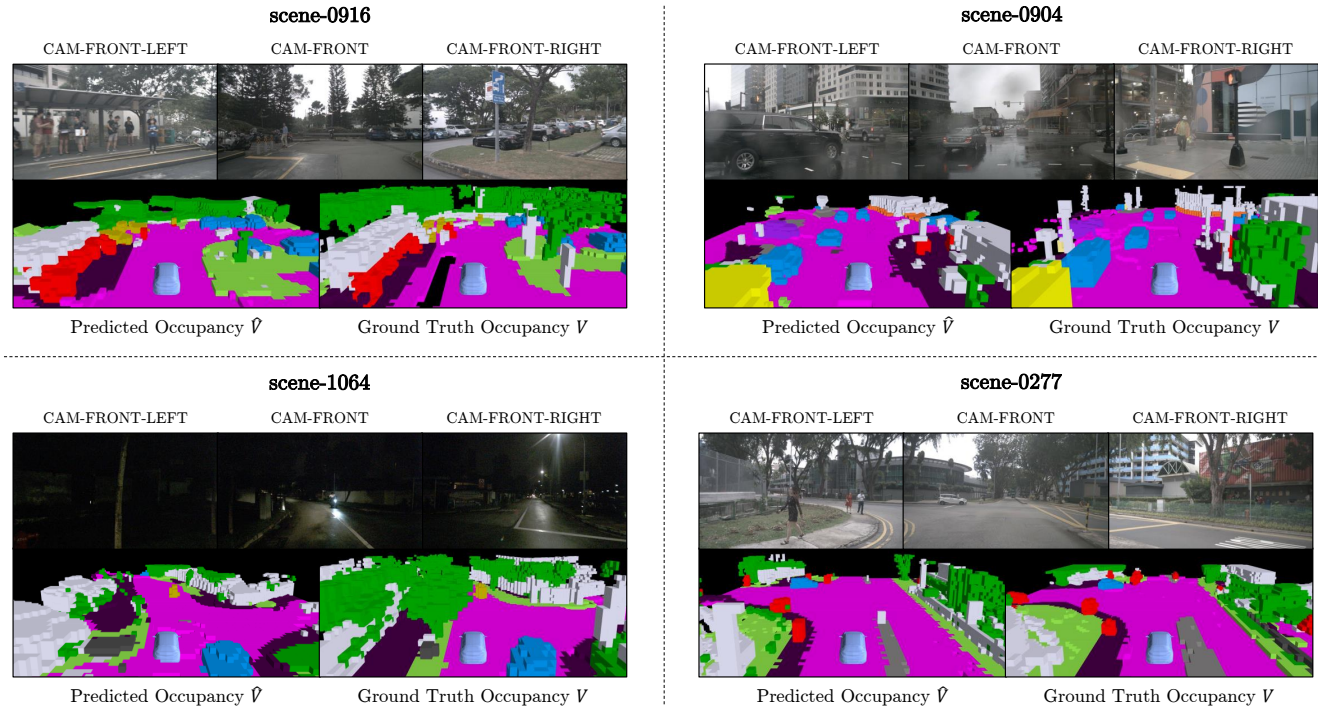 scene-0916
CAM-FRONT-LEFT CAM-FRONT CAM-FRONT-RIGHT
Predicted Occupancy V̂ Ground Truth Occupancy V
scene-0904
CAM-FRONT-LEFT CAM-FRONT CAM-FRONT-RIGHT
Predicted Occupancy V̂ Ground Truth Occupancy V
scene-1064
CAM-FRONT-LEFT CAM-FRONT CAM-FRONT-RIGHT
Predicted Occupancy V̂ Ground Truth Occupancy V
scene-0277
CAM-FRONT-LEFT CAM-FRONT CAM-FRONT-RIGHT
Predicted Occupancy V̂ Ground Truth Occupancy V